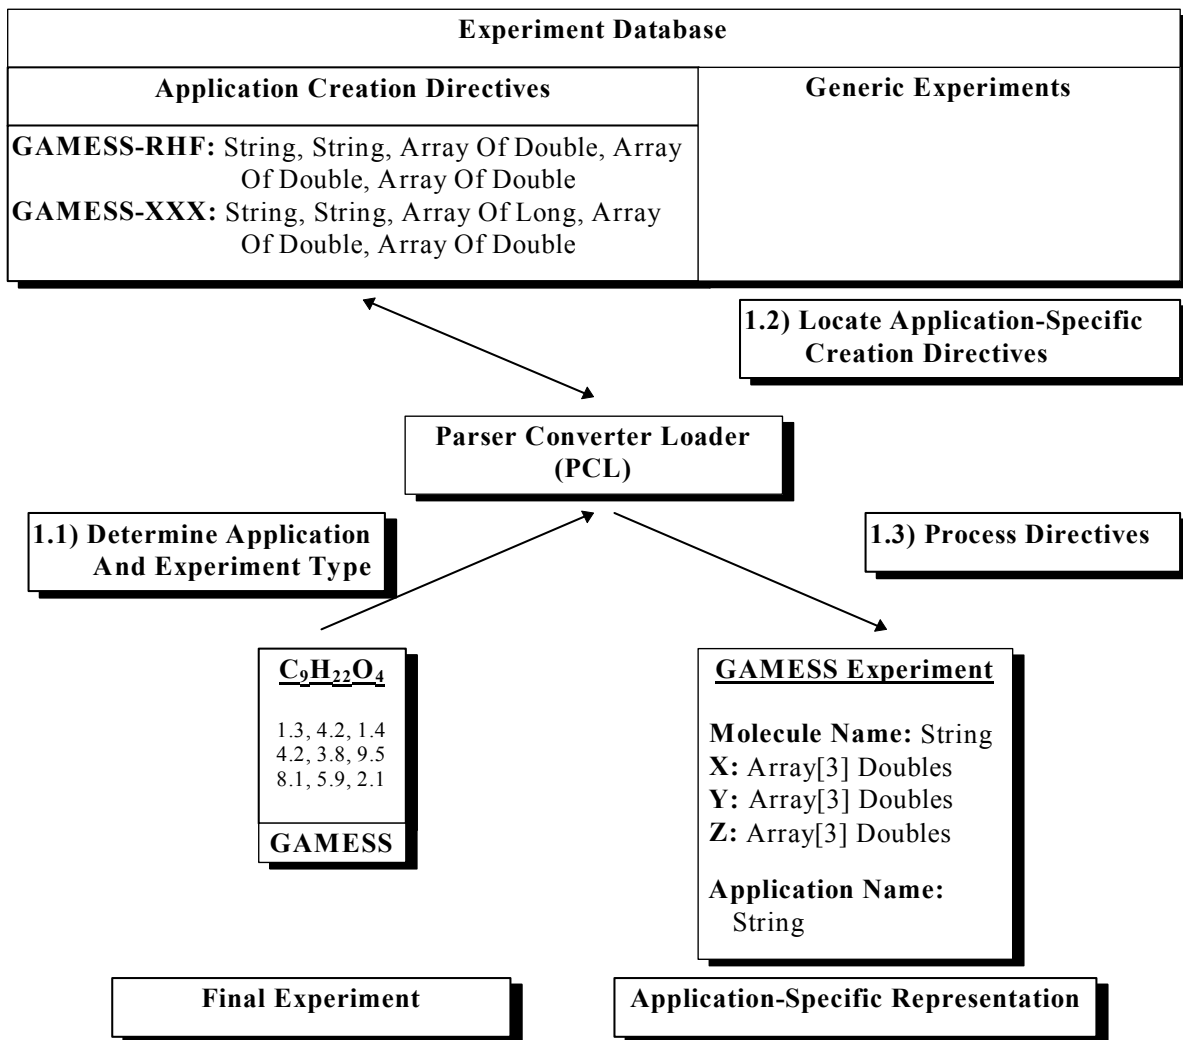 Experiment Database
Application Creation Directives
Generic Experiments
GAMESS-RHF: String, String, Array Of Double, Array
Of Double, Array Of Double
GAMESS-XXX: String, String, Array Of Long, Array
Of Double, Array Of Double
1.2) Locate Application-Specific
Creation Directives
Parser Converter Loader
(PCL)
1.1) Determine Application
And Experiment Type
1.3) Process Directives
C₉H₂₂O₄
1.3, 4.2, 1.4
4.2, 3.8, 9.5
8.1, 5.9, 2.1
GAMESS
GAMESS Experiment
Molecule Name: String
X: Array[3] Doubles
Y: Array[3] Doubles
Z: Array[3] Doubles
Application Name:
String
Final Experiment
Application-Specific Representation